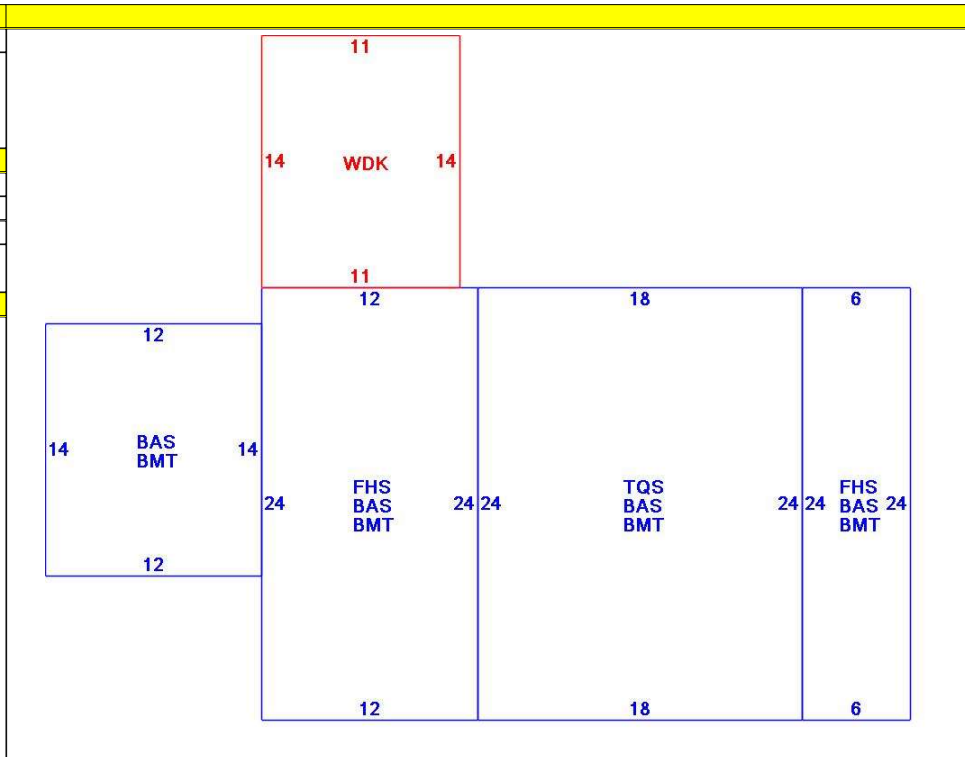 11
14 WDK 14
11
12 18 6
12
14 BAS 14
BMT
24 FHS 24 24 TQS 24 24 FHS 24
BAS BAS BAS
BMT BMT BMT
12
12 18 6